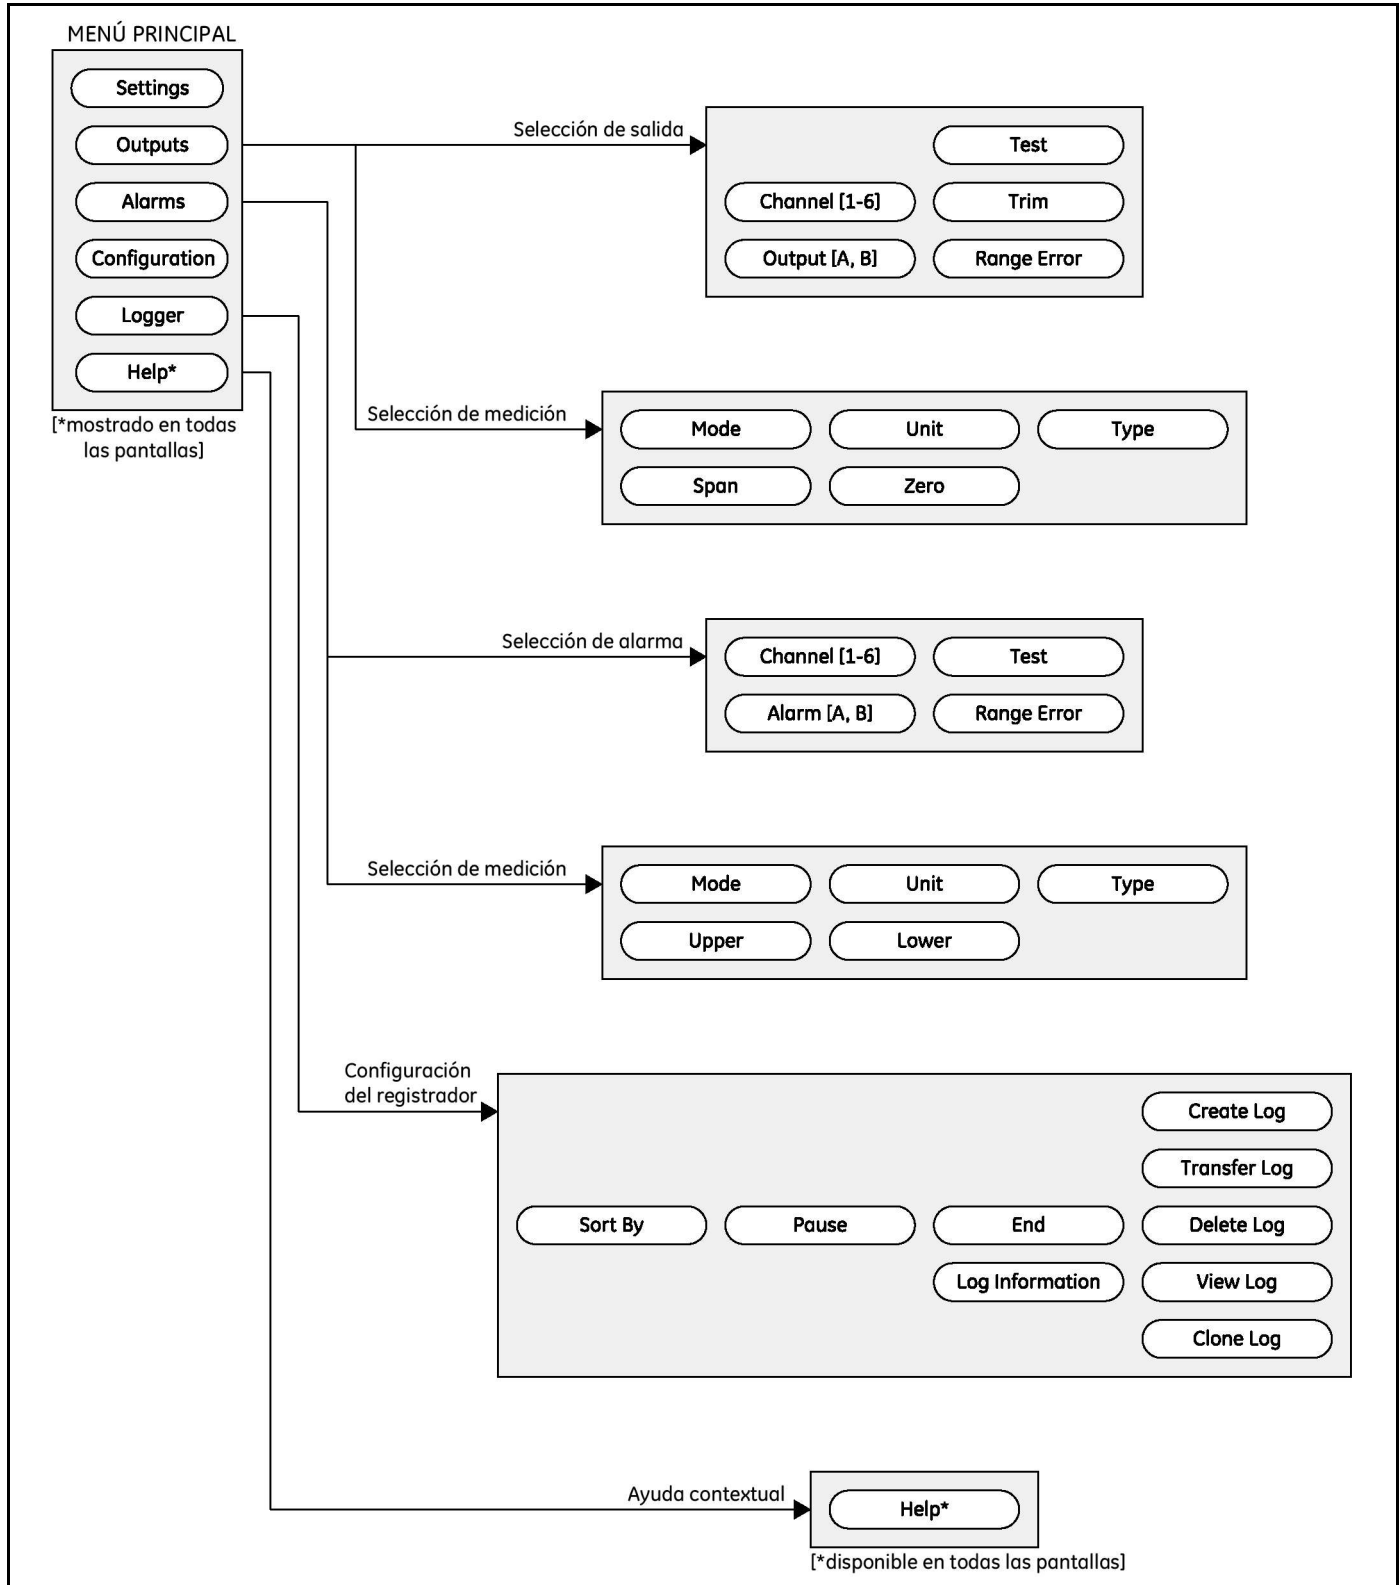 MENÚ PRINCIPAL
Settings
Outputs
Alarms
Configuration
Logger
Help*
[*mostrado en todas
las pantallas]
Selección de salida
Test
Channel [1-6]
Trim
Output [A, B]
Range Error
Selección de medición
Mode
Unit
Type
Span
Zero
Selección de alarma
Channel [1-6]
Test
Alarm [A, B]
Range Error
Selección de medición
Mode
Unit
Type
Upper
Lower
Configuración
del registrador
Create Log
Transfer Log
Sort By
Pause
End
Delete Log
Log Information
View Log
Clone Log
Ayuda contextual
Help*
[*disponible en todas las pantallas]